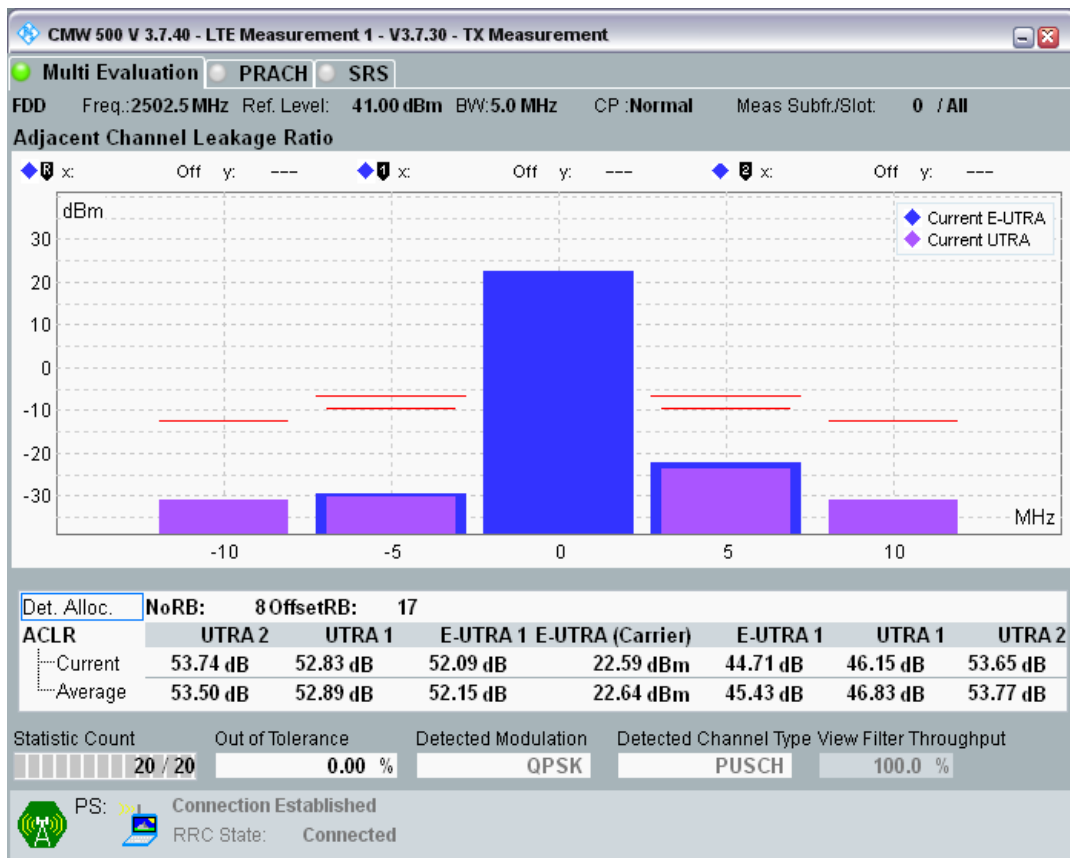 CMW 500 V 3.7.40 - LTE Measurement 1 - V3.7.30 - TX Measurement
Multi Evaluation PRACH SRS
FDD Freq.:2502.5 MHz Ref. Level: 41.00 dBm BW:5.0 MHz CP :Normal Meas Subfr./Slot: 0 / All
Adjacent Channel Leakage Ratio
R x: Off y: --- 1 x: Off y: --- 2 x: Off y: ---
dBm
Current E-UTRA
Current UTRA
30
20
10
0
-10
-20
-30
MHz
-10 -5 0 5 10
Det. Alloc. NoRB: 8 OffsetRB: 17
ACLR UTRA 2 UTRA 1 E-UTRA 1 E-UTRA (Carrier) E-UTRA 1 UTRA 1 UTRA 2
Current 53.74 dB 52.83 dB 52.09 dB 22.59 dBm 44.71 dB 46.15 dB 53.65 dB
Average 53.50 dB 52.89 dB 52.15 dB 22.64 dBm 45.43 dB 46.83 dB 53.77 dB
Statistic Count Out of Tolerance Detected Modulation Detected Channel Type View Filter Throughput
20 / 20 0.00 % QPSK PUSCH 100.0 %
PS: Connection Established
RRC State: Connected